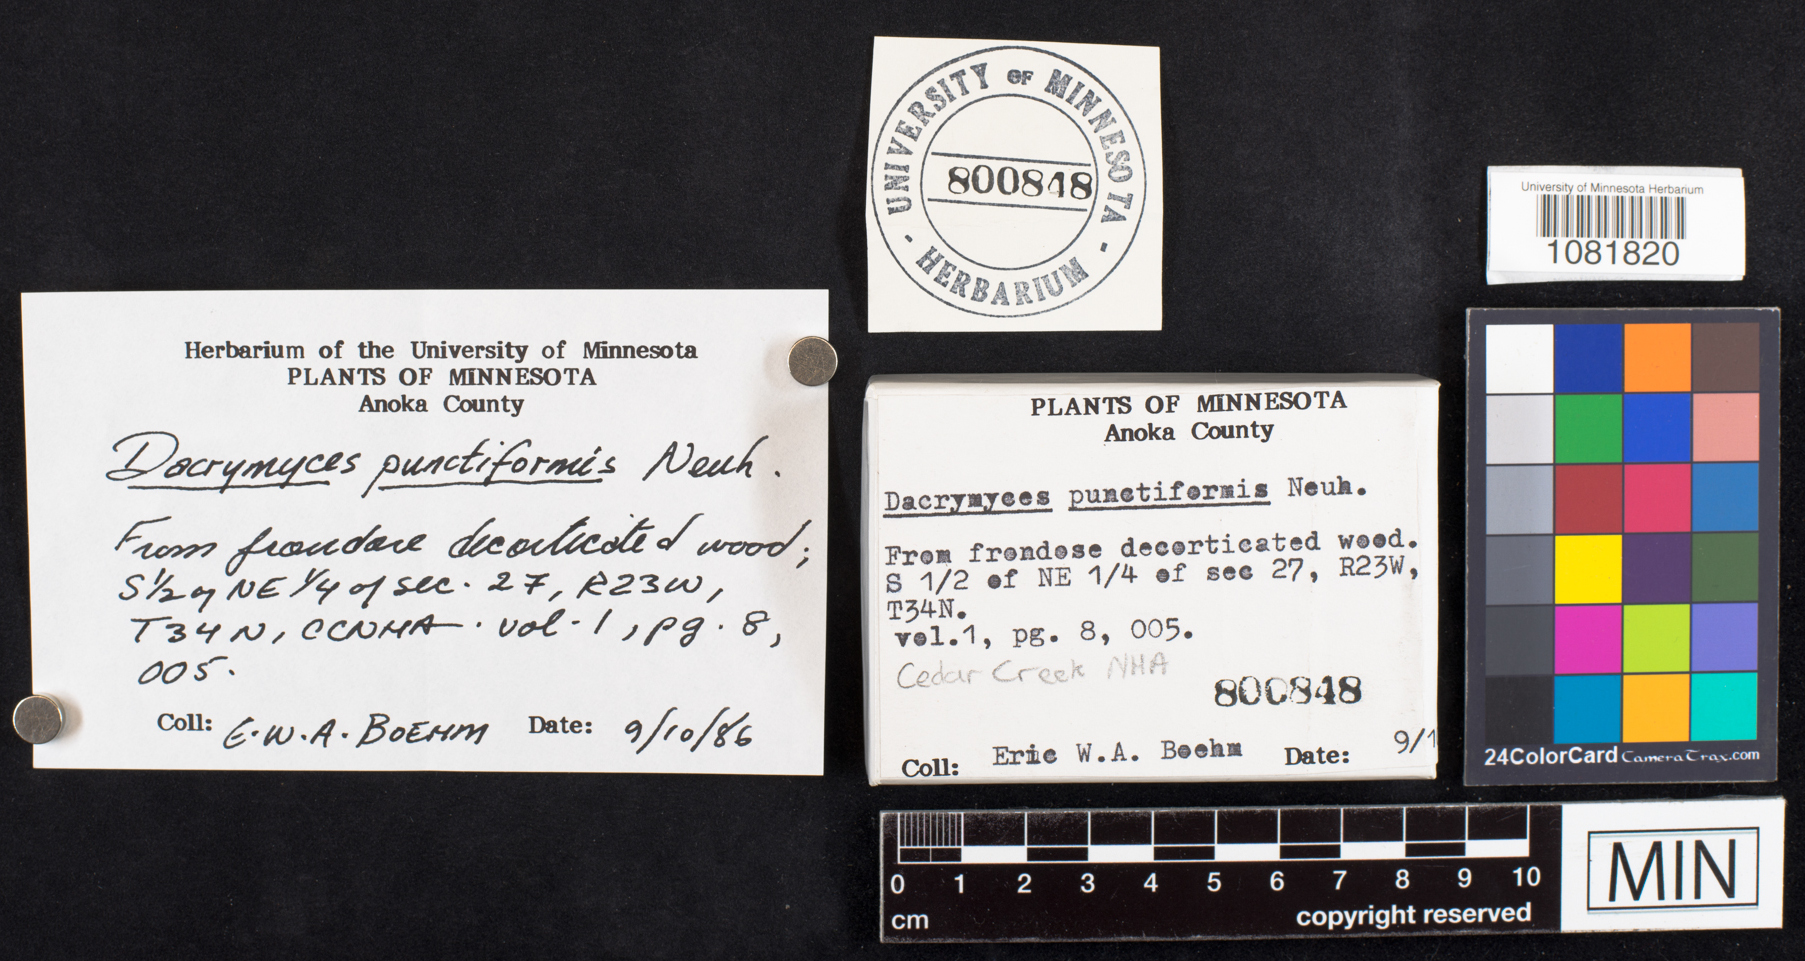 UNIVERSITY OF MINNESOTA
- HERBARIUM -
800848
University of Minnesota Herbarium
1081820
Herbarium of the University of Minnesota
PLANTS OF MINNESOTA
Anoka County
Dacrymyces punctiformis Neuh.
From frondose decorticated wood;
S 1/2 of NE 1/4 of sec. 27, R23W,
T34N, CCNHA. vol. 1, pg. 8,
005.
Coll: E.W.A. BOEHM Date: 9/10/86
PLANTS OF MINNESOTA
Anoka County
Dacrymyces punctiformis Neuh.
From frondose decorticated wood.
S 1/2 of NE 1/4 of sec 27, R23W,
T34N.
vol.1, pg. 8, 005.
Cedar Creek NHA
800848
Coll: Eric W.A. Boehm Date: 9/1
24ColorCard CameraTrax.com
0 1 2 3 4 5 6 7 8 9 10
cm
copyright reserved
MIN